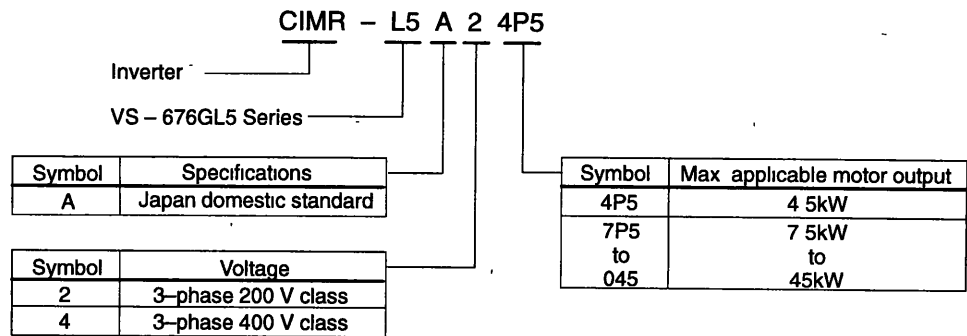 CIMR – L5 A 2 4P5
Inverter
VS – 676GL5 Series
Symbol Specifications
A Japan domestic standard
Symbol Voltage
2 3–phase 200 V class
4 3–phase 400 V class
Symbol Max applicable motor output
4P5 4 5kW
7P5 7 5kW
to to
045 45kW